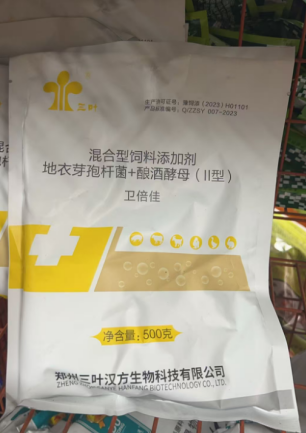 三叶
生产许可证号：豫饲添（2023）H01101
产品标准编号：Q/ZZSY 007-2023
混合型饲料添加剂
地衣芽孢杆菌+酿酒酵母（II型）
卫倍佳
净含量：500克
郑州三叶汉方生物科技有限公司
ZHENGZHOU SANYE HANFANG BIOTECHNOLOGY CO., LTD.